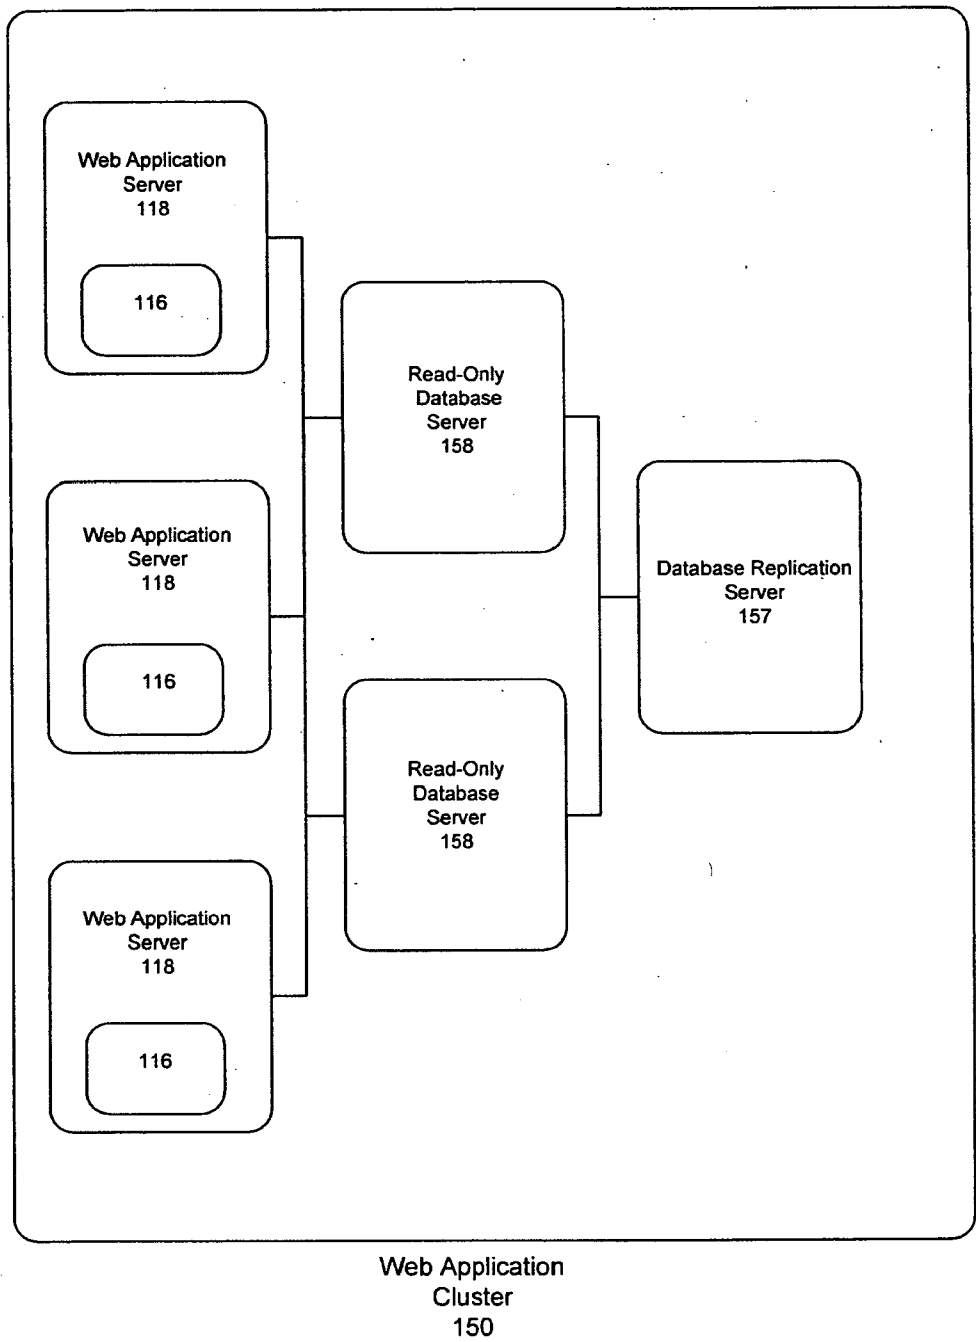 Web Application
Server
118
116
Web Application
Server
118
116
Web Application
Server
118
116
Read-Only
Database
Server
158
Read-Only
Database
Server
158
Database Replication
Server
157
Web Application
Cluster
150